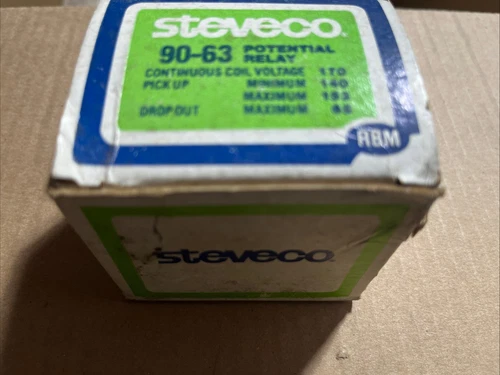 steveco
90-63 POTENTIAL RELAY
CONTINUOUS COIL VOLTAGE 170
PICK UP MINIMUM 140
MAXIMUM 153
DROP OUT MAXIMUM
RBM
steveco